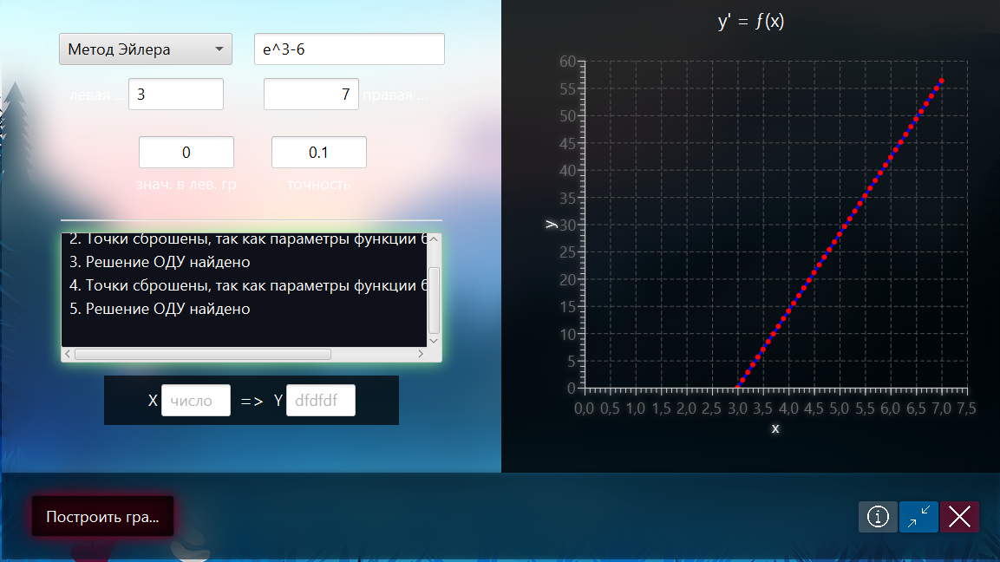 Метод Эйлера
e^3-6
левая ...
3
7
правая ...
0
0.1
знач. в лев. гр
точность
2. Точки сброшены, так как параметры функции б
3. Решение ОДУ найдено
4. Точки сброшены, так как параметры функции б
5. Решение ОДУ найдено
X число => Y dfdfdf
Построить гра...
y' = ƒ(x)
60
55
50
45
40
35
30
25
20
15
10
5
0
y
0,0 0,5 1,0 1,5 2,0 2,5 3,0 3,5 4,0 4,5 5,0 5,5 6,0 6,5 7,0 7,5
x